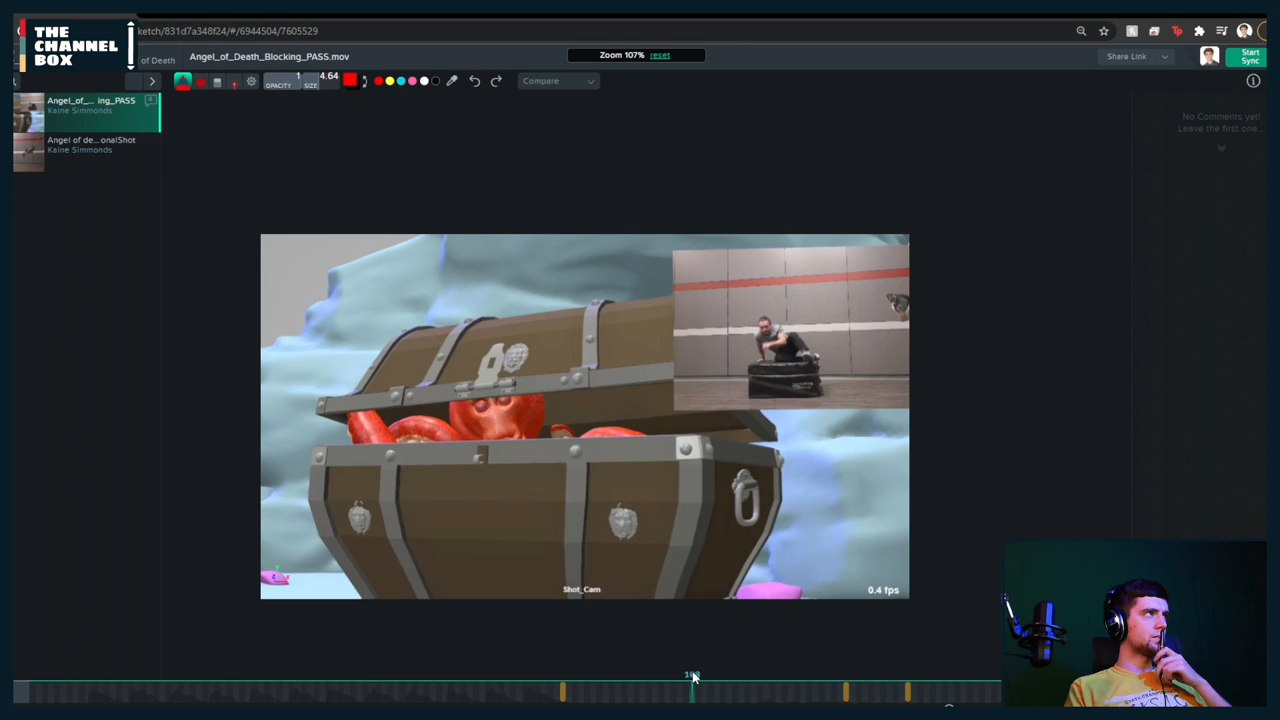 THE
CHANNEL
BOX
ketch/831d7a348f24/#/6944504/7605529
of Death
Angel_of_Death_Blocking_PASS.mov
Zoom 107% reset
Share Link
Start
Sync
OPACITY
1
SIZE
4.64
Compare
Angel_of_... ing_PASS
Kaine Simmonds
Angel of de... onalShot
Kaine Simmonds
No Comments yet!
Leave the first one...
Shot_Cam
0.4 fps